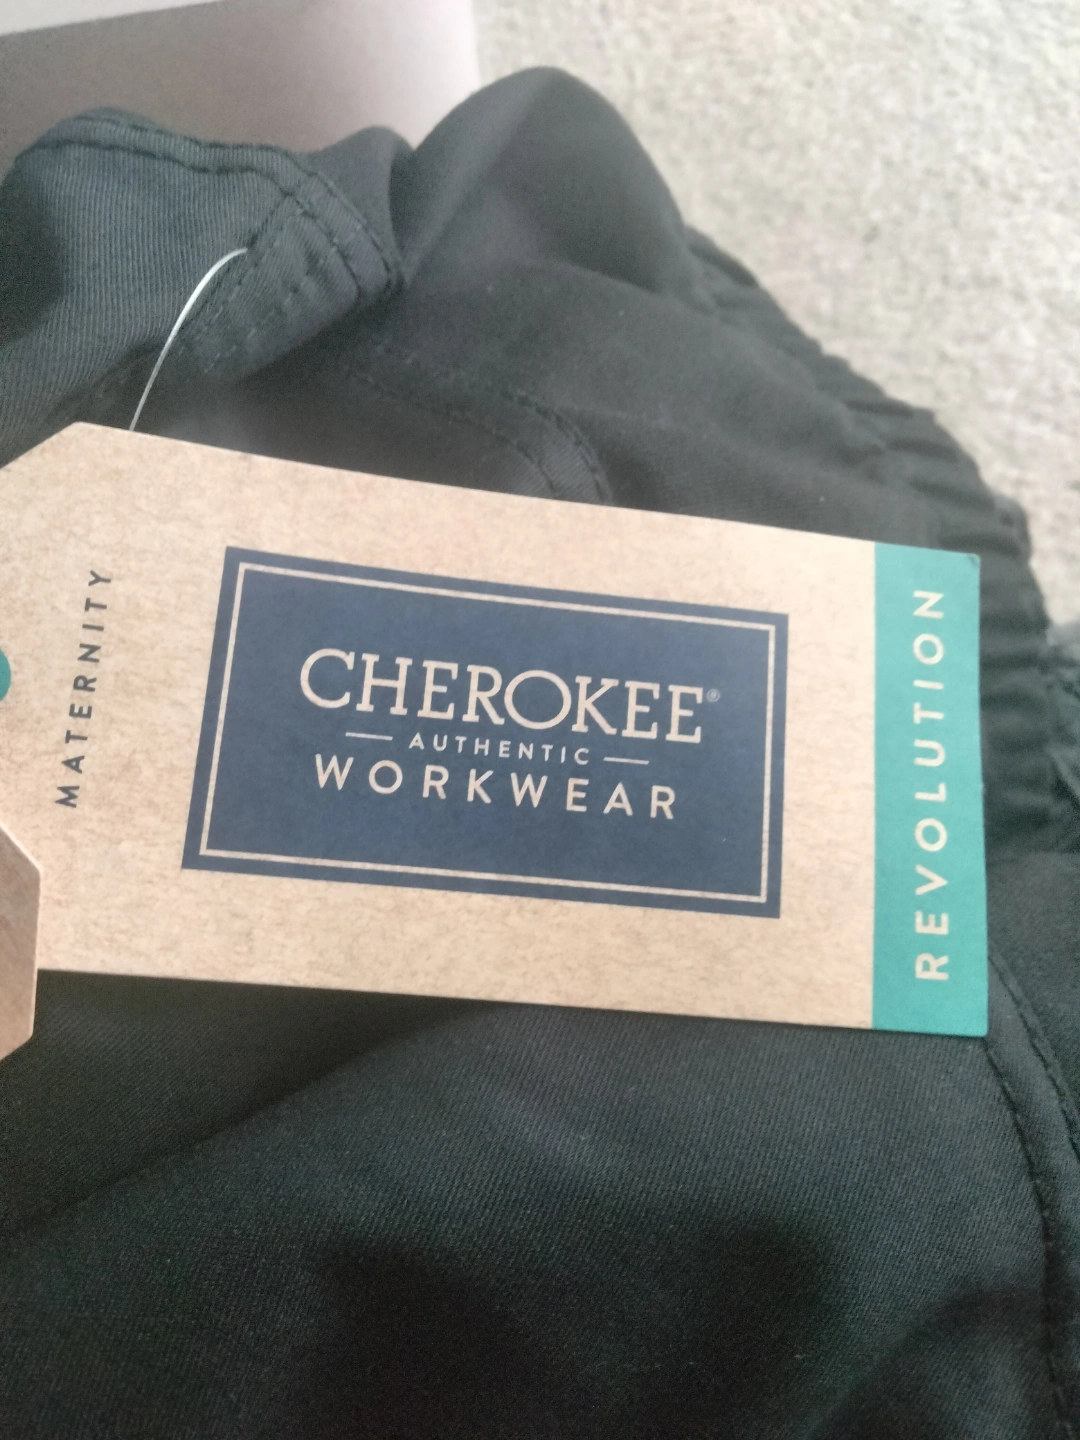 MATERNITY
CHEROKEE®
AUTHENTIC
WORKWEAR
REVOLUTION